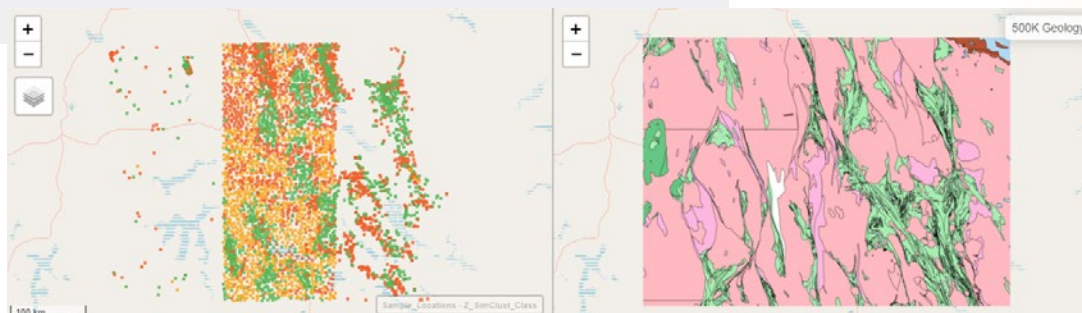 +
−
+
−
500K Geology
Sample_Locations - Z_SimClust_Class
100 km